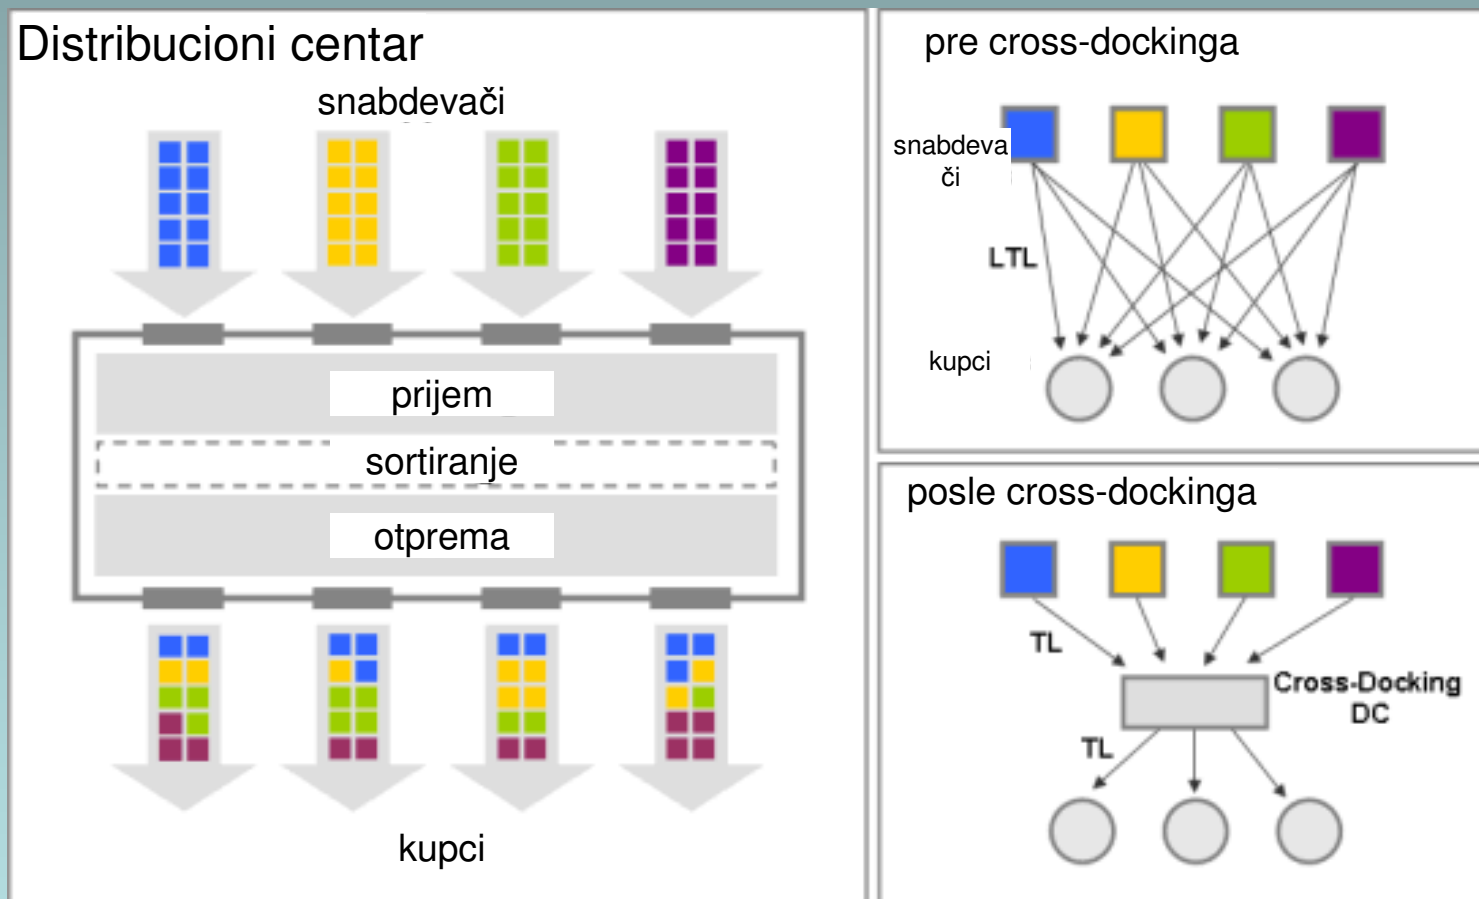 Distribucioni centar
snabdevači
prijem
sortiranje
otprema
kupci
pre cross-dockinga
snabdeva
či
LTL
kupci
posle cross-dockinga
TL
Cross-Docking
DC
TL